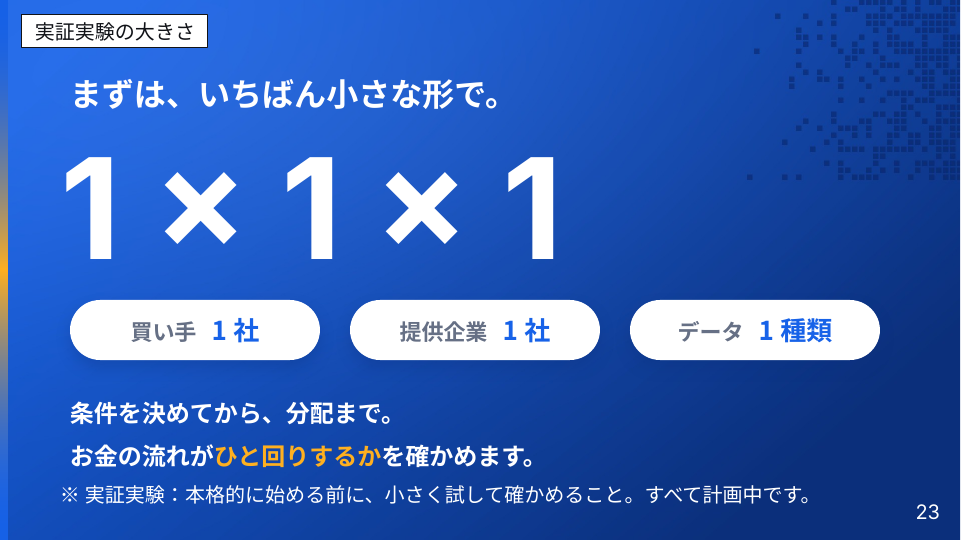 実証実験の大きさ
まずは、いちばん小さな形で。
1 × 1 × 1
買い手 1 社
提供企業 1 社
データ 1 種類
条件を決めてから、分配まで。
お金の流れがひと回りするかを確かめます。
※ 実証実験：本格的に始める前に、小さく試して確かめること。すべて計画中です。
23